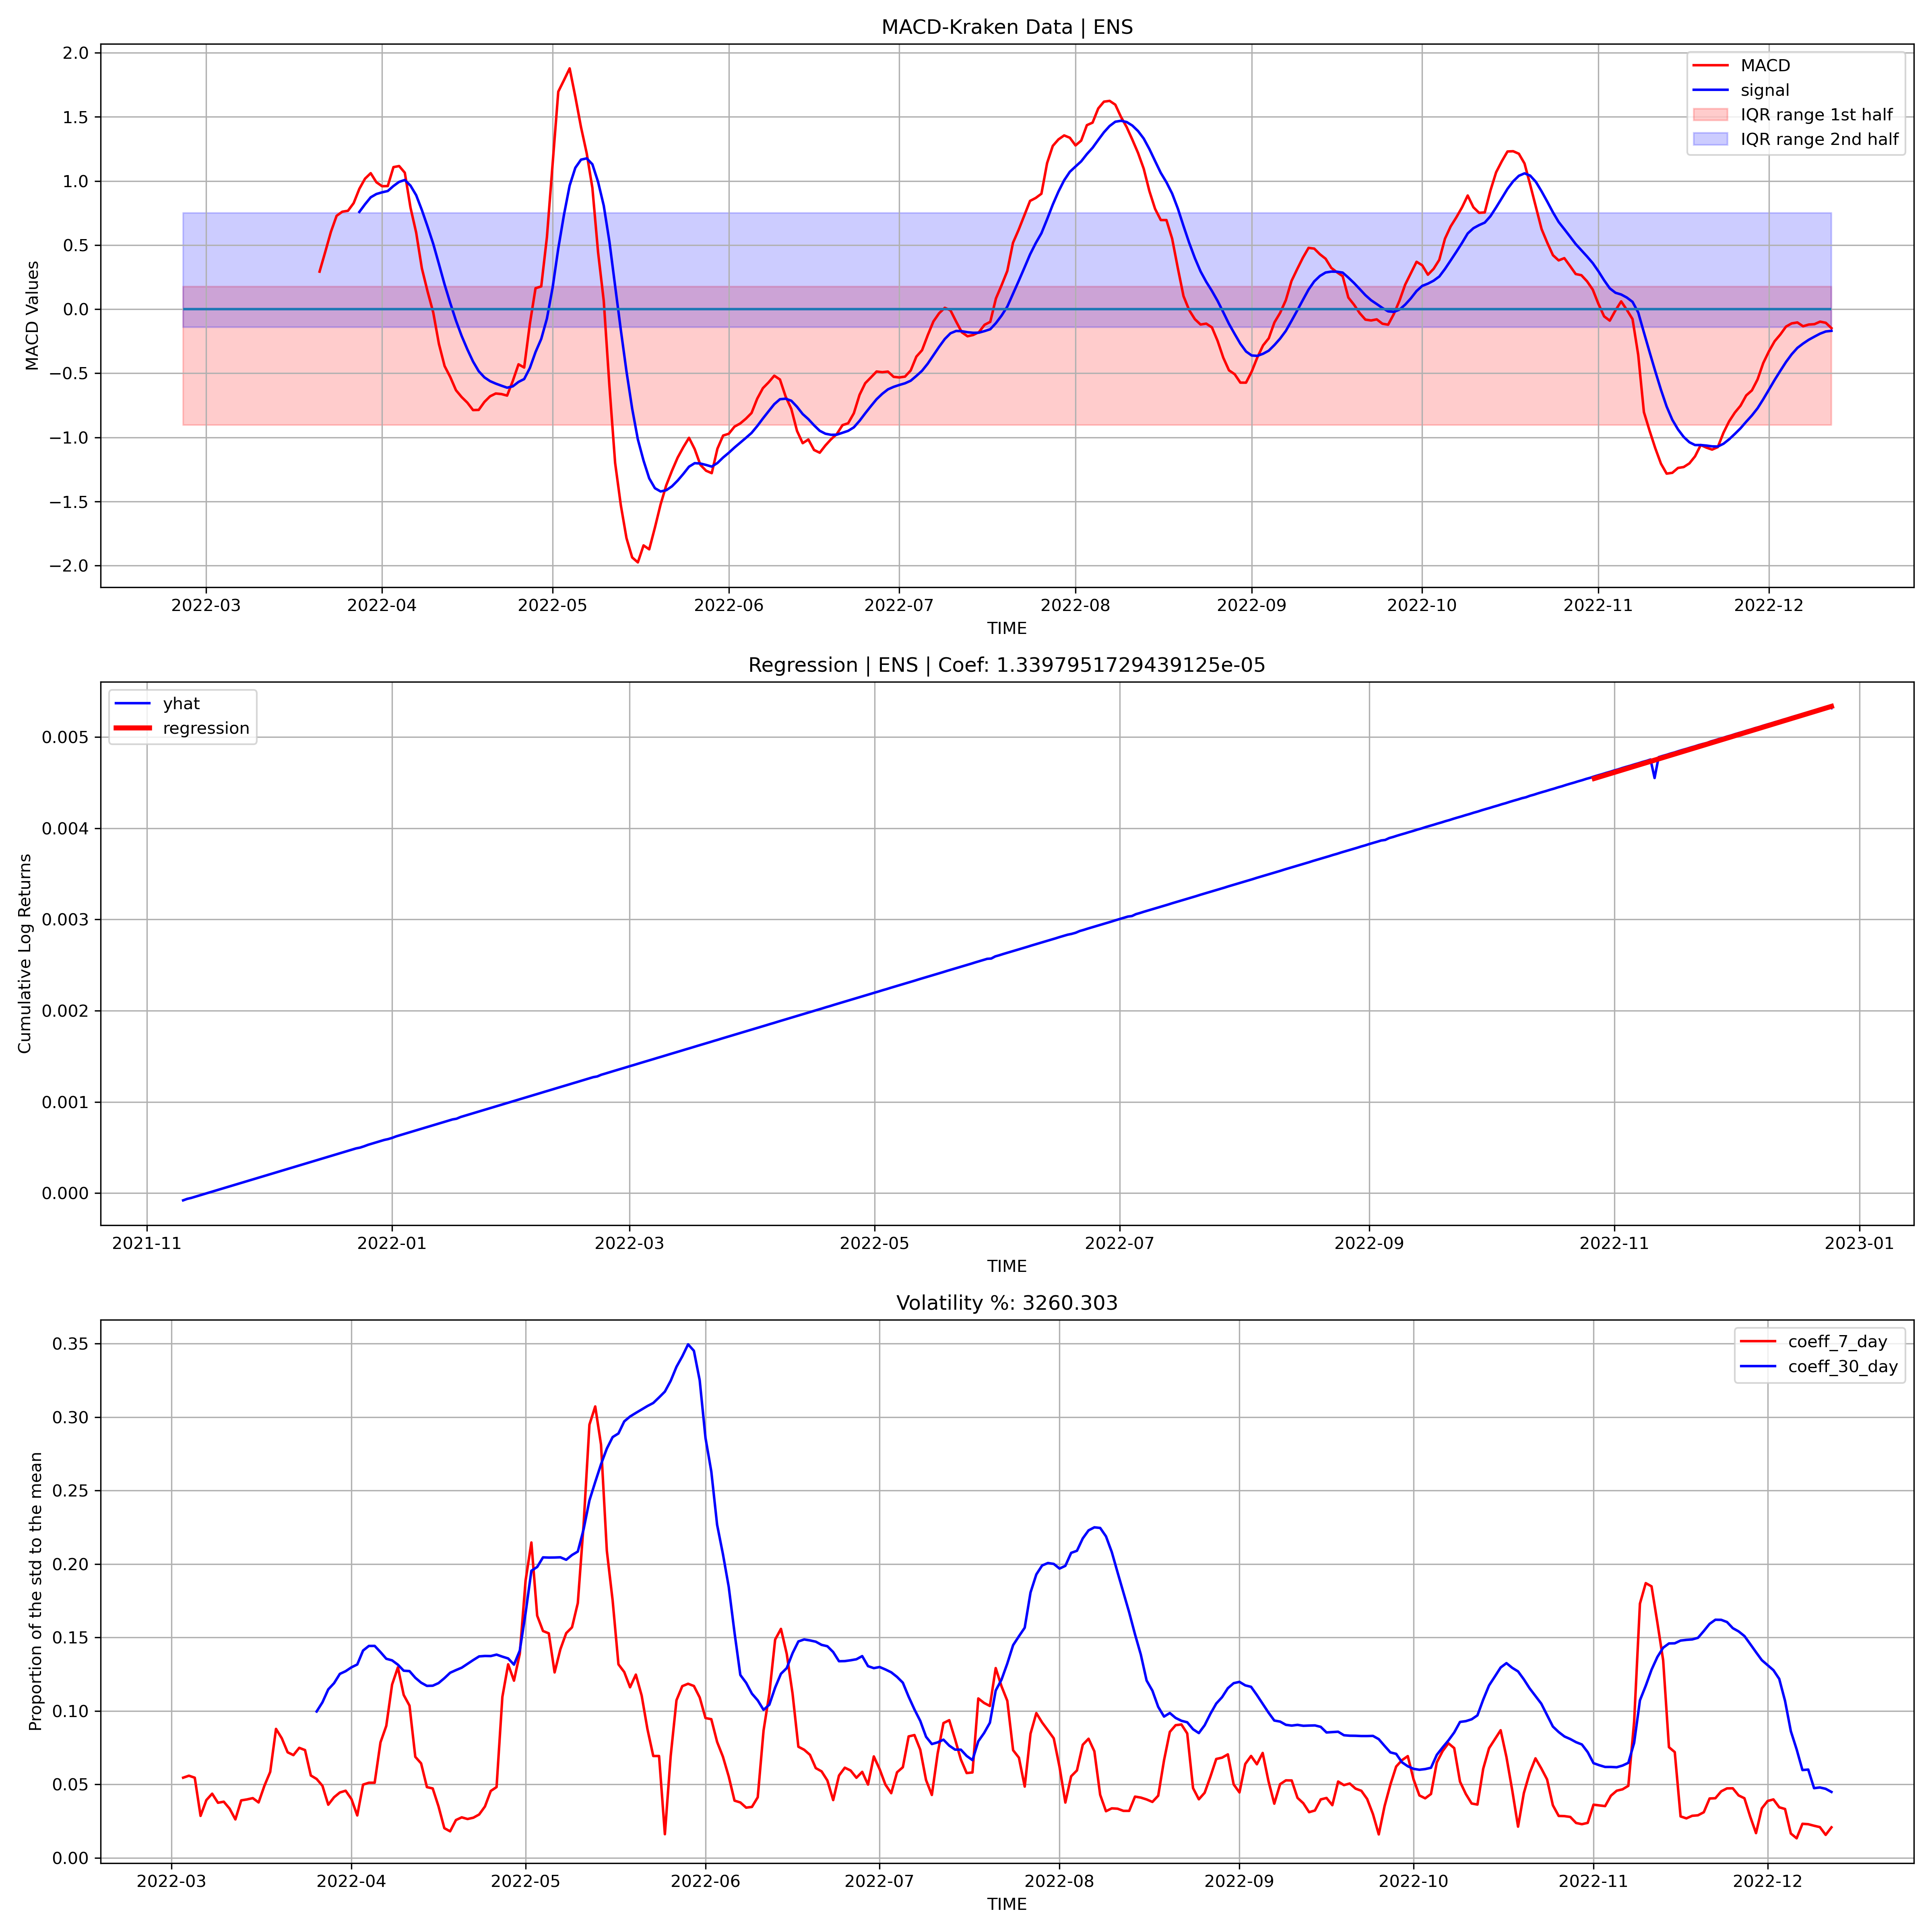 MACD-Kraken Data | ENS
MACD
signal
IQR range 1st half
IQR range 2nd half
MACD Values
2.0
1.5
1.0
0.5
0.0
−0.5
−1.0
−1.5
−2.0
2022-03 2022-04 2022-05 2022-06 2022-07 2022-08 2022-09 2022-10 2022-11 2022-12
TIME
Regression | ENS | Coef: 1.3397951729439125e-05
yhat
regression
Cumulative Log Returns
0.005
0.004
0.003
0.002
0.001
0.000
2021-11 2022-01 2022-03 2022-05 2022-07 2022-09 2022-11 2023-01
TIME
Volatility %: 3260.303
coeff_7_day
coeff_30_day
Proportion of the std to the mean
0.35
0.30
0.25
0.20
0.15
0.10
0.05
0.00
2022-03 2022-04 2022-05 2022-06 2022-07 2022-08 2022-09 2022-10 2022-11 2022-12
TIME